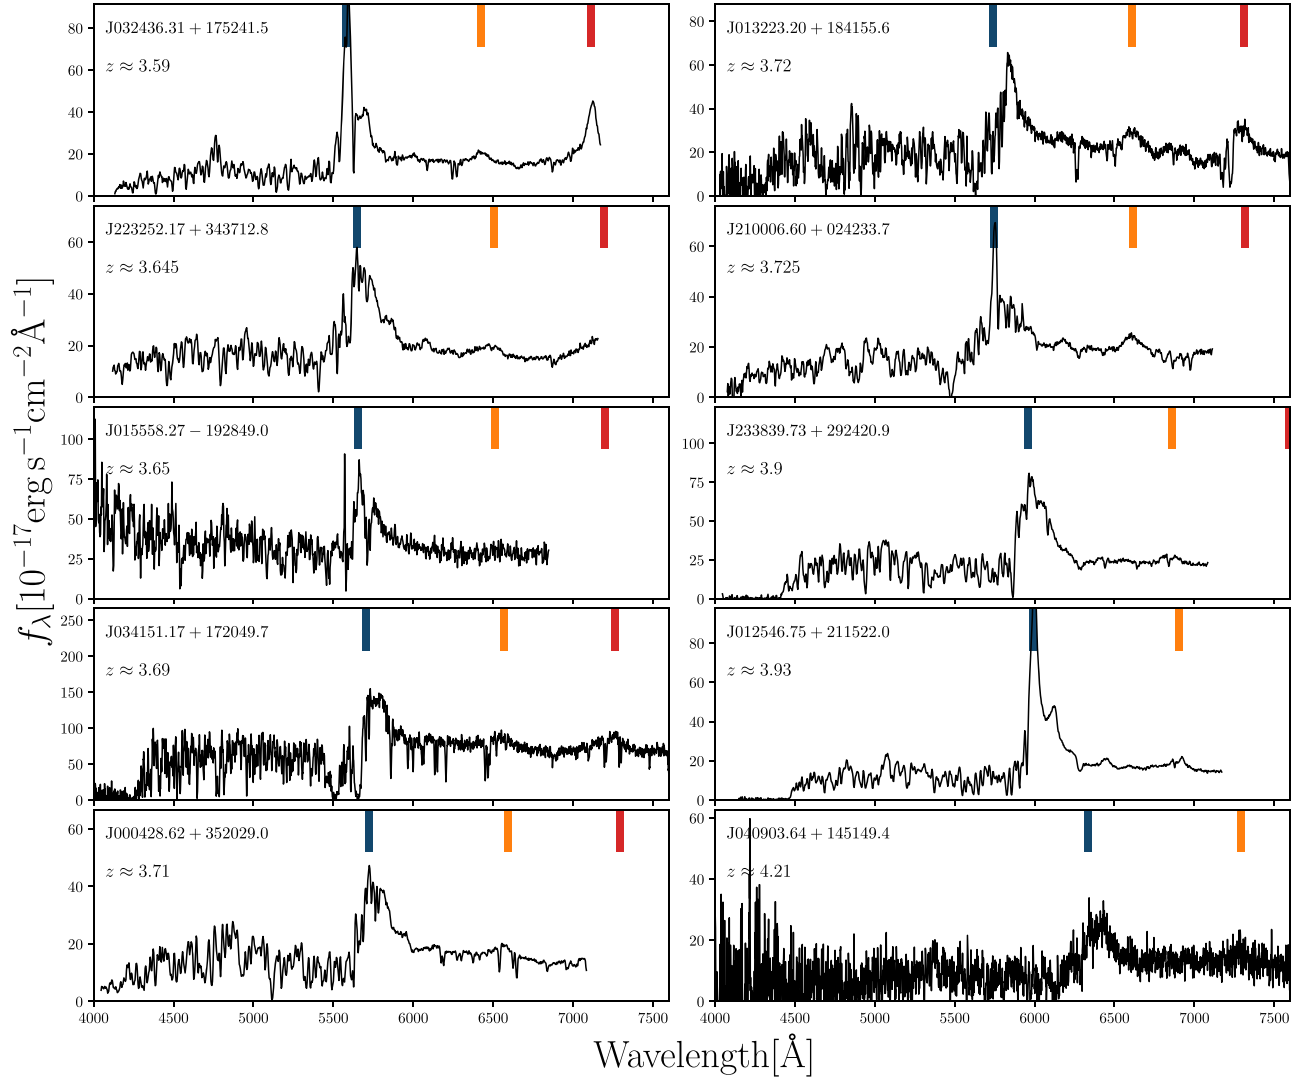 J032436.31 + 175241.5
z ≈ 3.59
80
60
40
20
0
J013223.20 + 184155.6
z ≈ 3.72
80
60
40
20
0
J223252.17 + 343712.8
z ≈ 3.645
60
40
20
0
J210006.60 + 024233.7
z ≈ 3.725
60
40
20
0
J015558.27 − 192849.0
z ≈ 3.65
100
75
50
25
0
J233839.73 + 292420.9
z ≈ 3.9
100
75
50
25
0
J034151.17 + 172049.7
z ≈ 3.69
250
200
150
100
50
0
J012546.75 + 211522.0
z ≈ 3.93
80
60
40
20
0
J000428.62 + 352029.0
z ≈ 3.71
60
40
20
0
J040903.64 + 145149.4
z ≈ 4.21
60
40
20
0
4000 4500 5000 5500 6000 6500 7000 7500
4000 4500 5000 5500 6000 6500 7000 7500
Wavelength[Å]
f_λ[10^−17 erg s^−1 cm^−2 Å^−1]